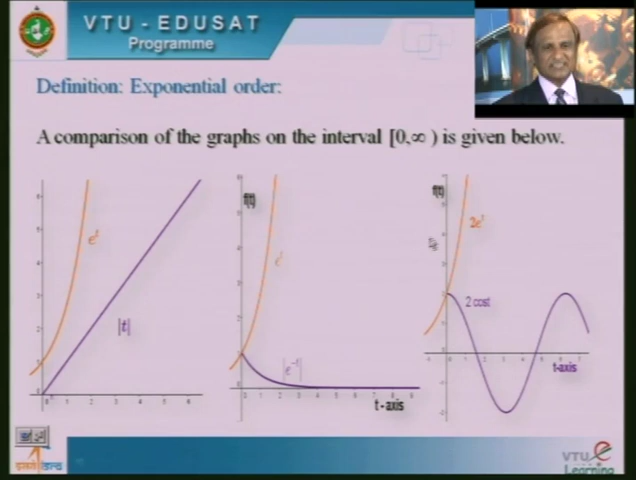 VTU - EDUSAT
Programme
Definition: Exponential order:
A comparison of the graphs on the interval [0,∞ ) is given below.
f(t)
f(t)
e^t
2e^t
2 cost
|t|
|e^-t|
t-axis
t - axis
VTU e
Learning